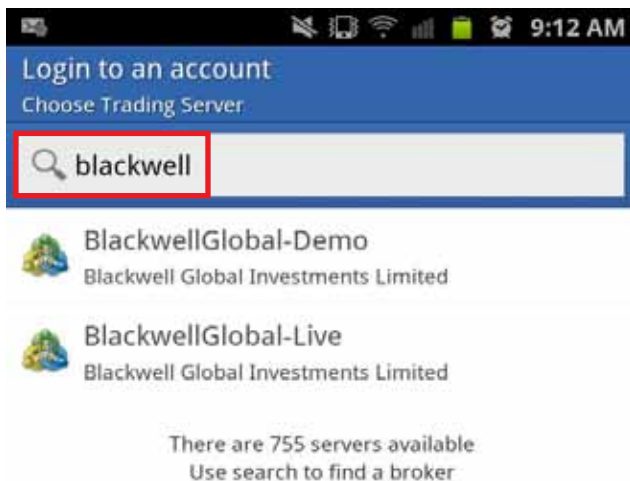 9:12 AM
Login to an account
Choose Trading Server
blackwell
BlackwellGlobal-Demo
Blackwell Global Investments Limited
BlackwellGlobal-Live
Blackwell Global Investments Limited
There are 755 servers available
Use search to find a broker